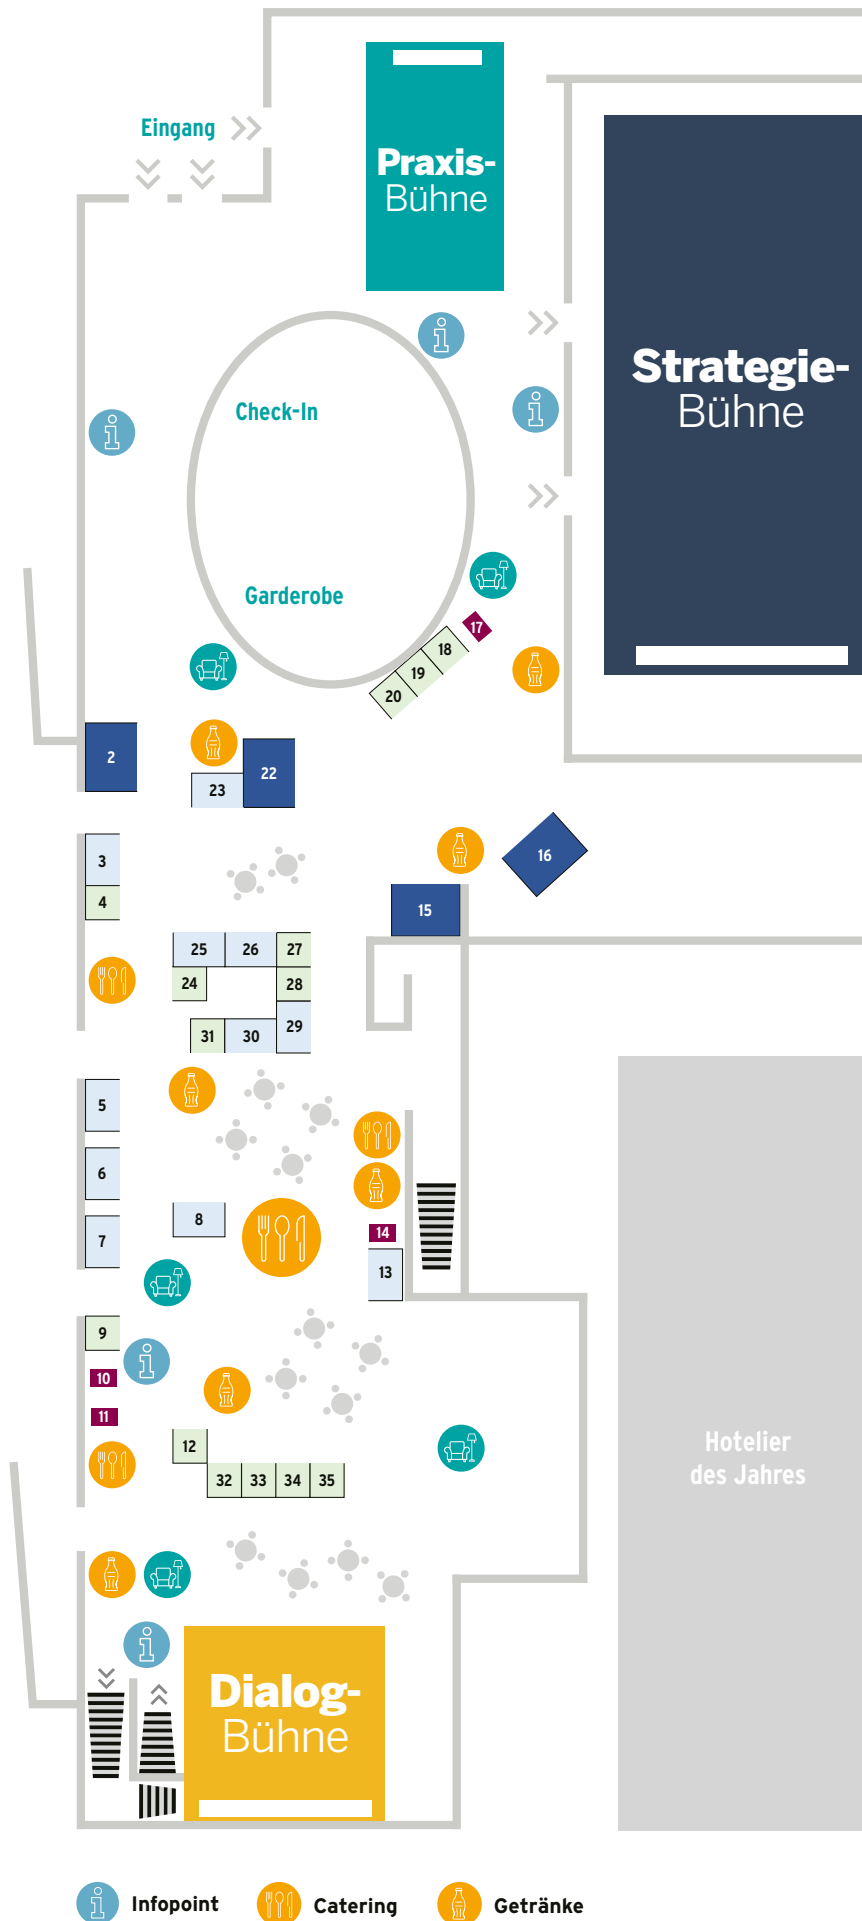 Eingang
Praxis-
Bühne
Strategie-
Bühne
Check-In
Garderobe
17
18
19
20
2
22
23
3
4
16
15
25
26
27
24
28
29
31
30
5
6
7
8
14
13
9
10
11
12
32
33
34
35
Hotelier
des Jahres
Dialog-
Bühne
Infopoint
Catering
Getränke